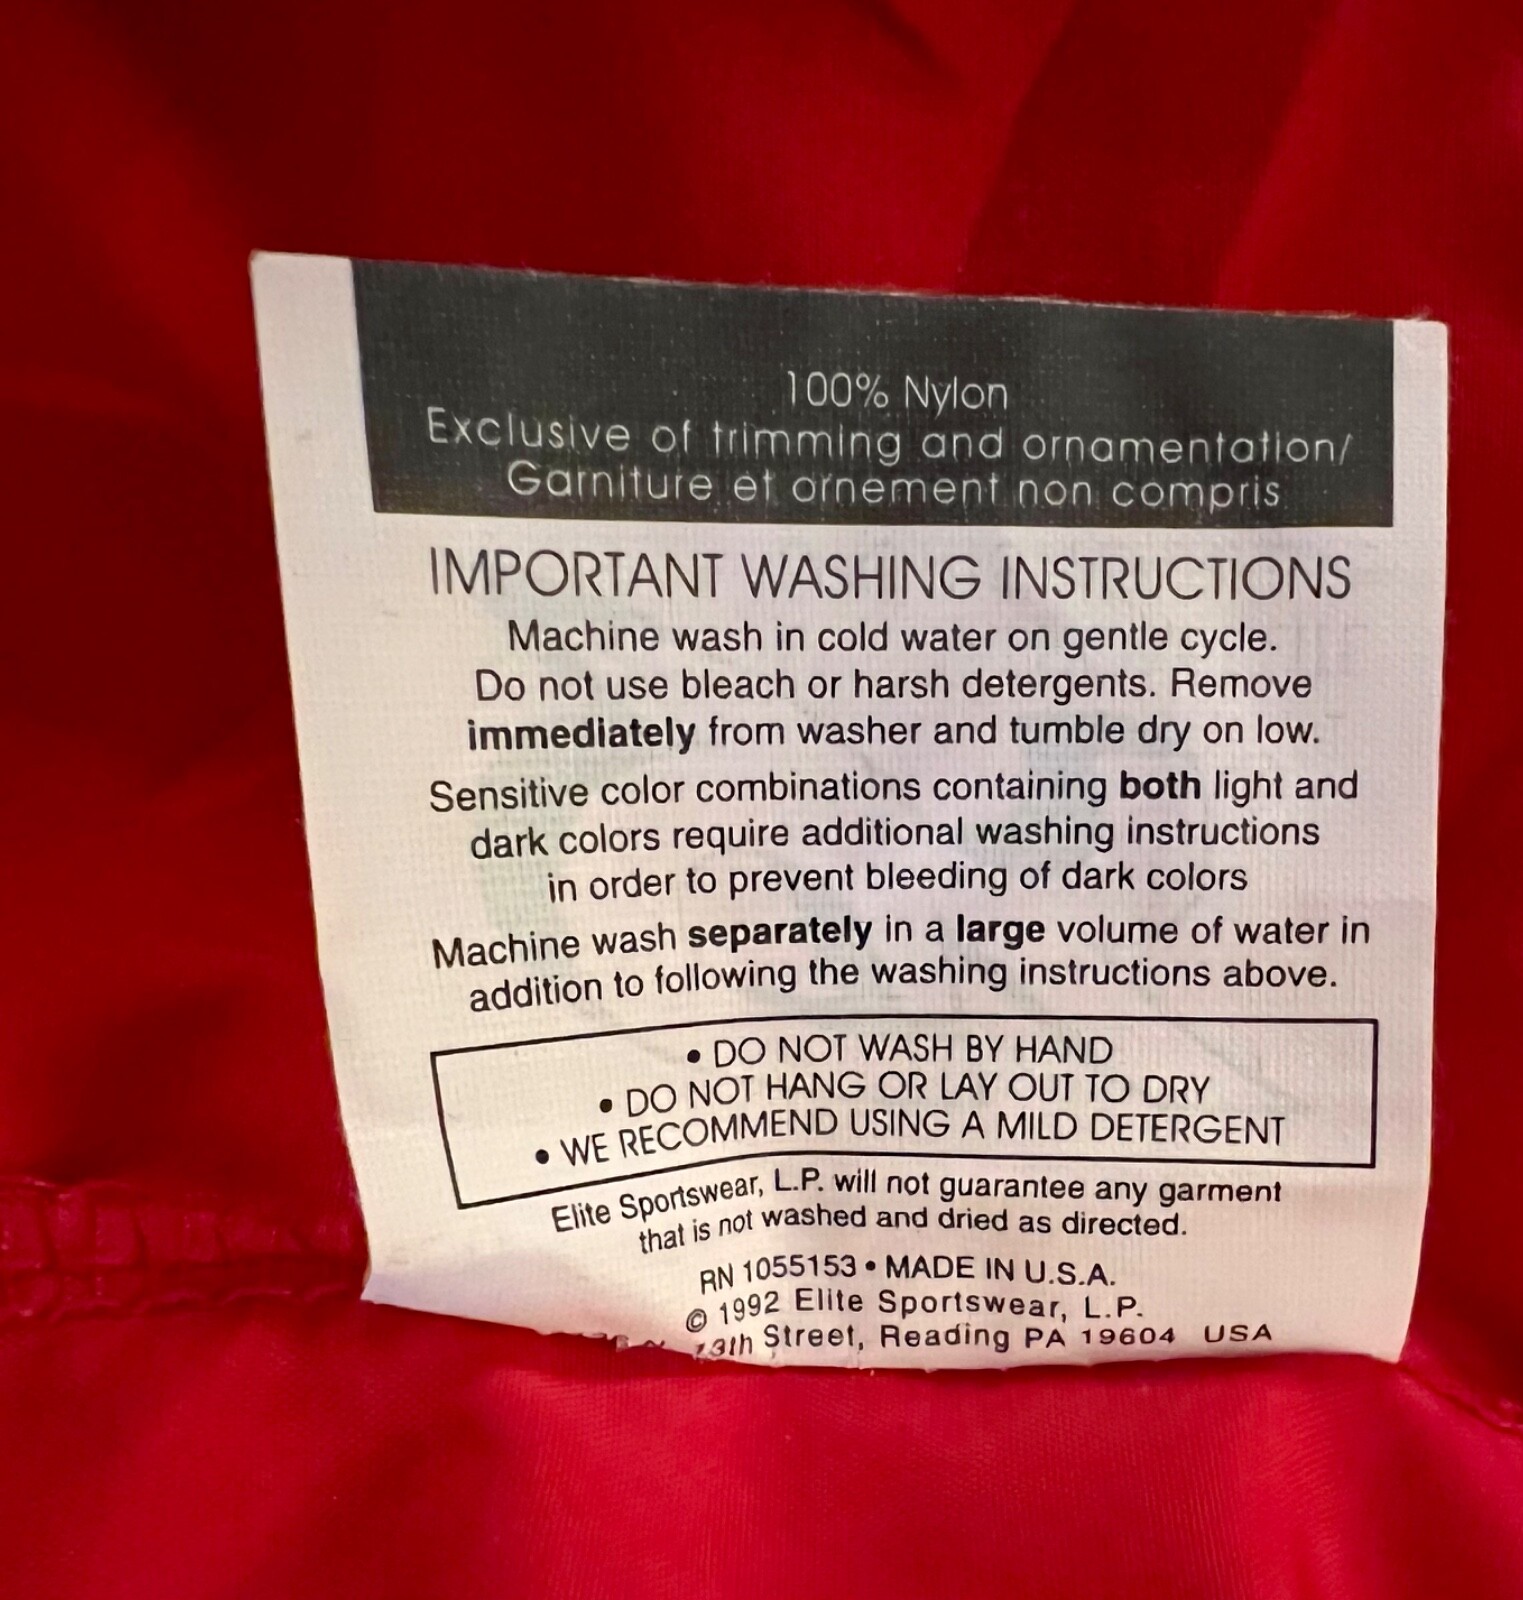 100% Nylon
Exclusive of trimming and ornamentation/
Garniture et ornement non compris
IMPORTANT WASHING INSTRUCTIONS
Machine wash in cold water on gentle cycle.
Do not use bleach or harsh detergents. Remove
immediately from washer and tumble dry on low.
Sensitive color combinations containing both light and
dark colors require additional washing instructions
in order to prevent bleeding of dark colors
Machine wash separately in a large volume of water in
addition to following the washing instructions above.
• DO NOT WASH BY HAND
• DO NOT HANG OR LAY OUT TO DRY
• WE RECOMMEND USING A MILD DETERGENT
Elite Sportswear, L.P. will not guarantee any garment
that is not washed and dried as directed.
RN 1055153 • MADE IN U.S.A.
© 1992 Elite Sportswear, L.P.
13th Street, Reading PA 19604 USA